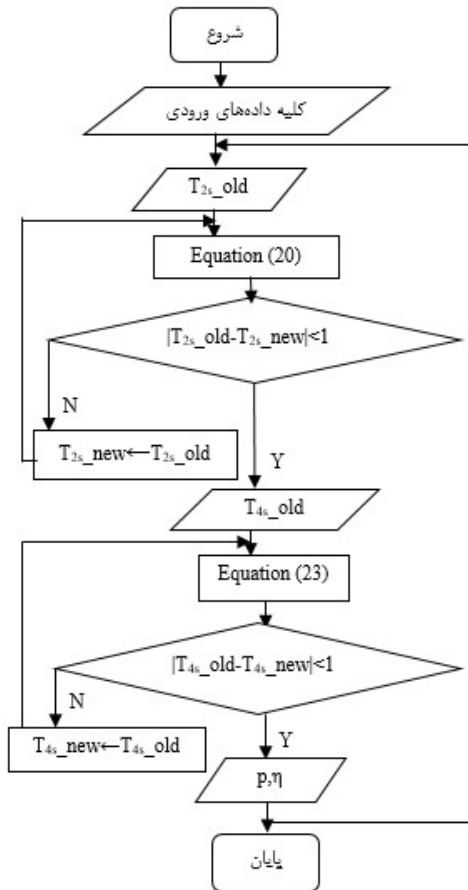 شروع
کلیه داده‌های ورودی
T₂ₛ_old
Equation (20)
|T₂ₛ_old-T₂ₛ_new|<1
N
T₂ₛ_new←T₂ₛ_old
Y
T₄ₛ_old
Equation (23)
|T₄ₛ_old-T₄ₛ_new|<1
N
T₄ₛ_new←T₄ₛ_old
Y
p,η
پایان